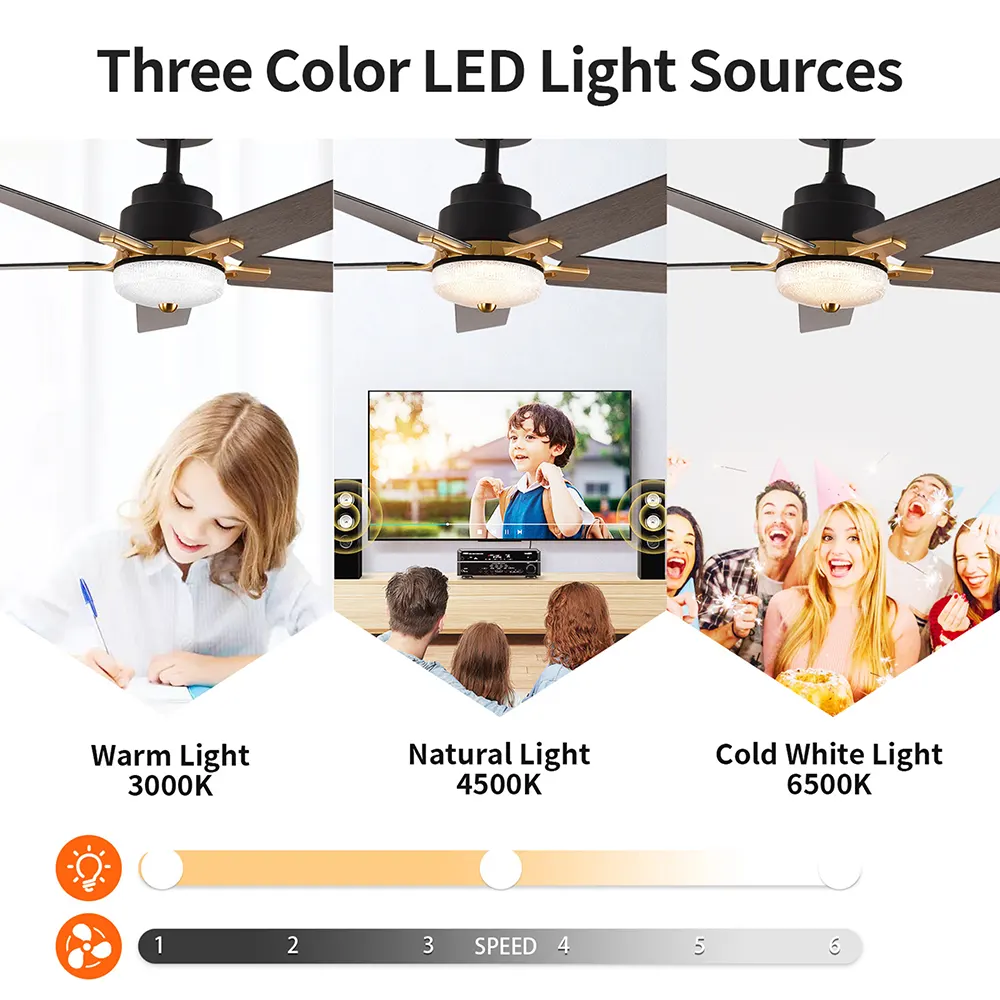 Three Color LED Light Sources
Warm Light
3000K
Natural Light
4500K
Cold White Light
6500K
1 2 3 SPEED 4 5 6